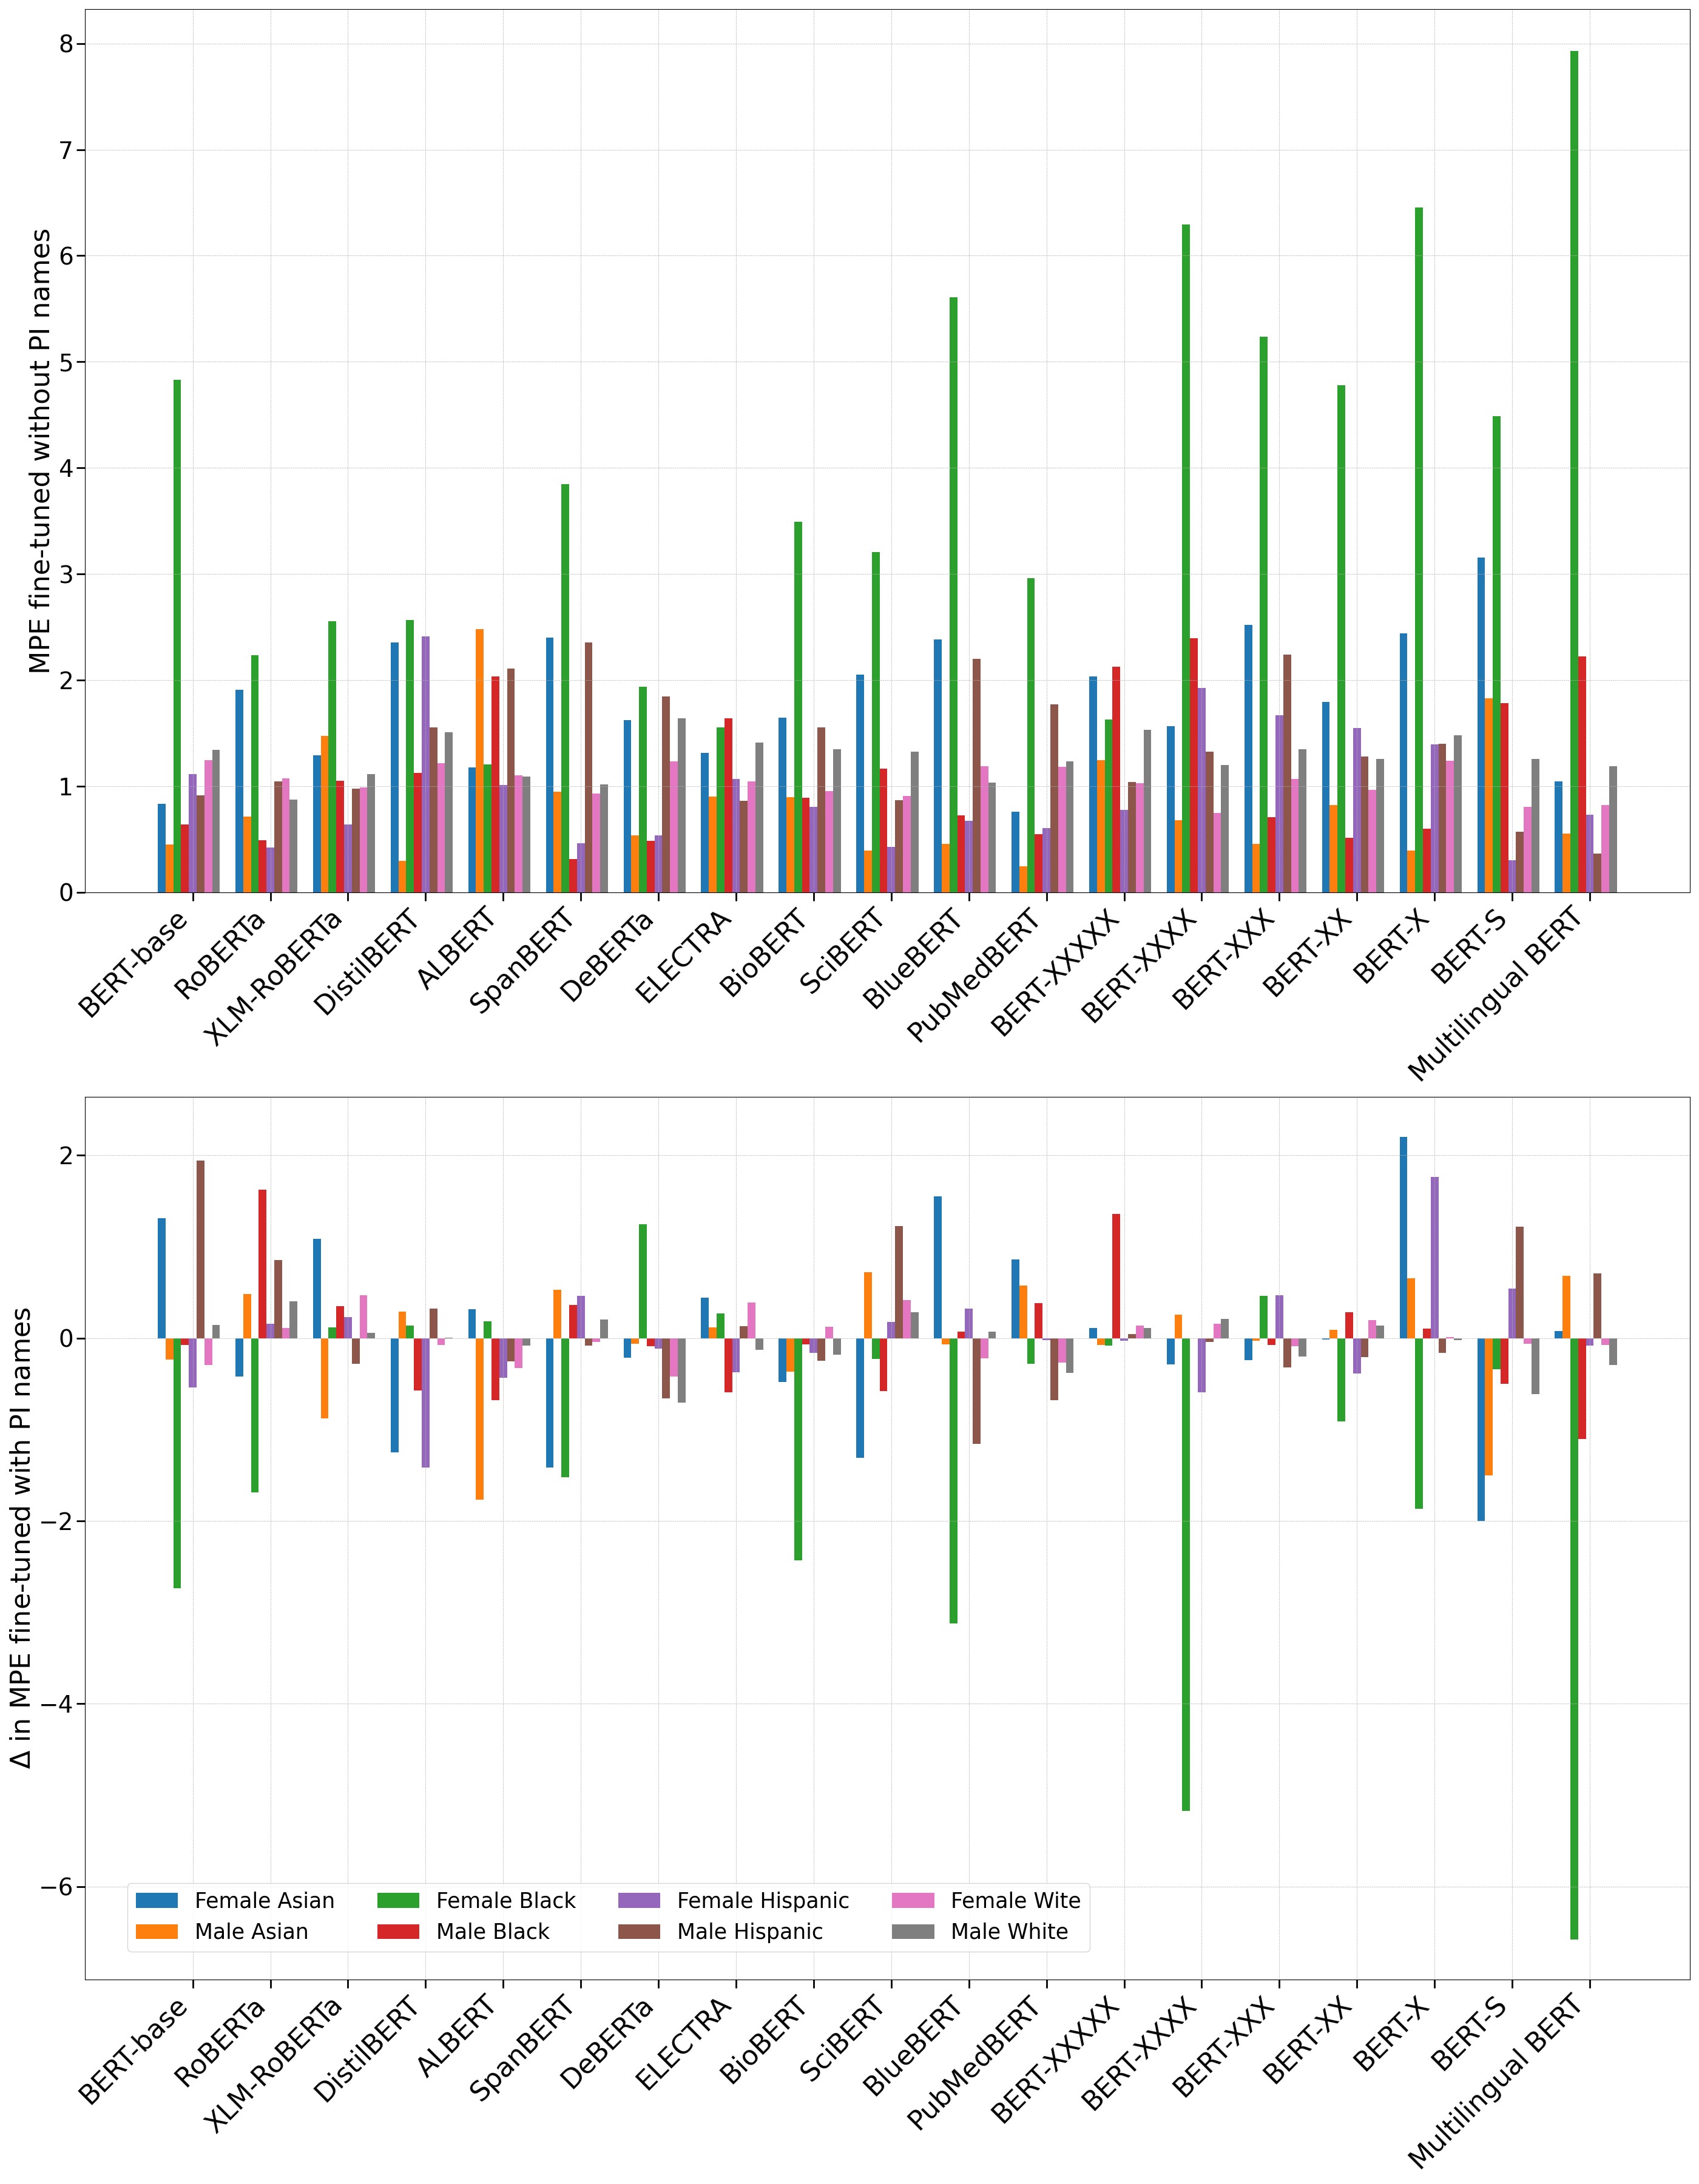 MPE fine-tuned without PI names
8
7
6
5
4
3
2
1
0
BERT-base
RoBERTa
XLM-RoBERTa
DistilBERT
ALBERT
SpanBERT
DeBERTa
ELECTRA
BioBERT
SciBERT
BlueBERT
PubMedBERT
BERT-XXXXX
BERT-XXXX
BERT-XXX
BERT-XX
BERT-X
BERT-S
Multilingual BERT
Δ in MPE fine-tuned with PI names
2
0
−2
−4
−6
Female Asian
Male Asian
Female Black
Male Black
Female Hispanic
Male Hispanic
Female Wite
Male White
BERT-base
RoBERTa
XLM-RoBERTa
DistilBERT
ALBERT
SpanBERT
DeBERTa
ELECTRA
BioBERT
SciBERT
BlueBERT
PubMedBERT
BERT-XXXXX
BERT-XXXX
BERT-XXX
BERT-XX
BERT-X
BERT-S
Multilingual BERT